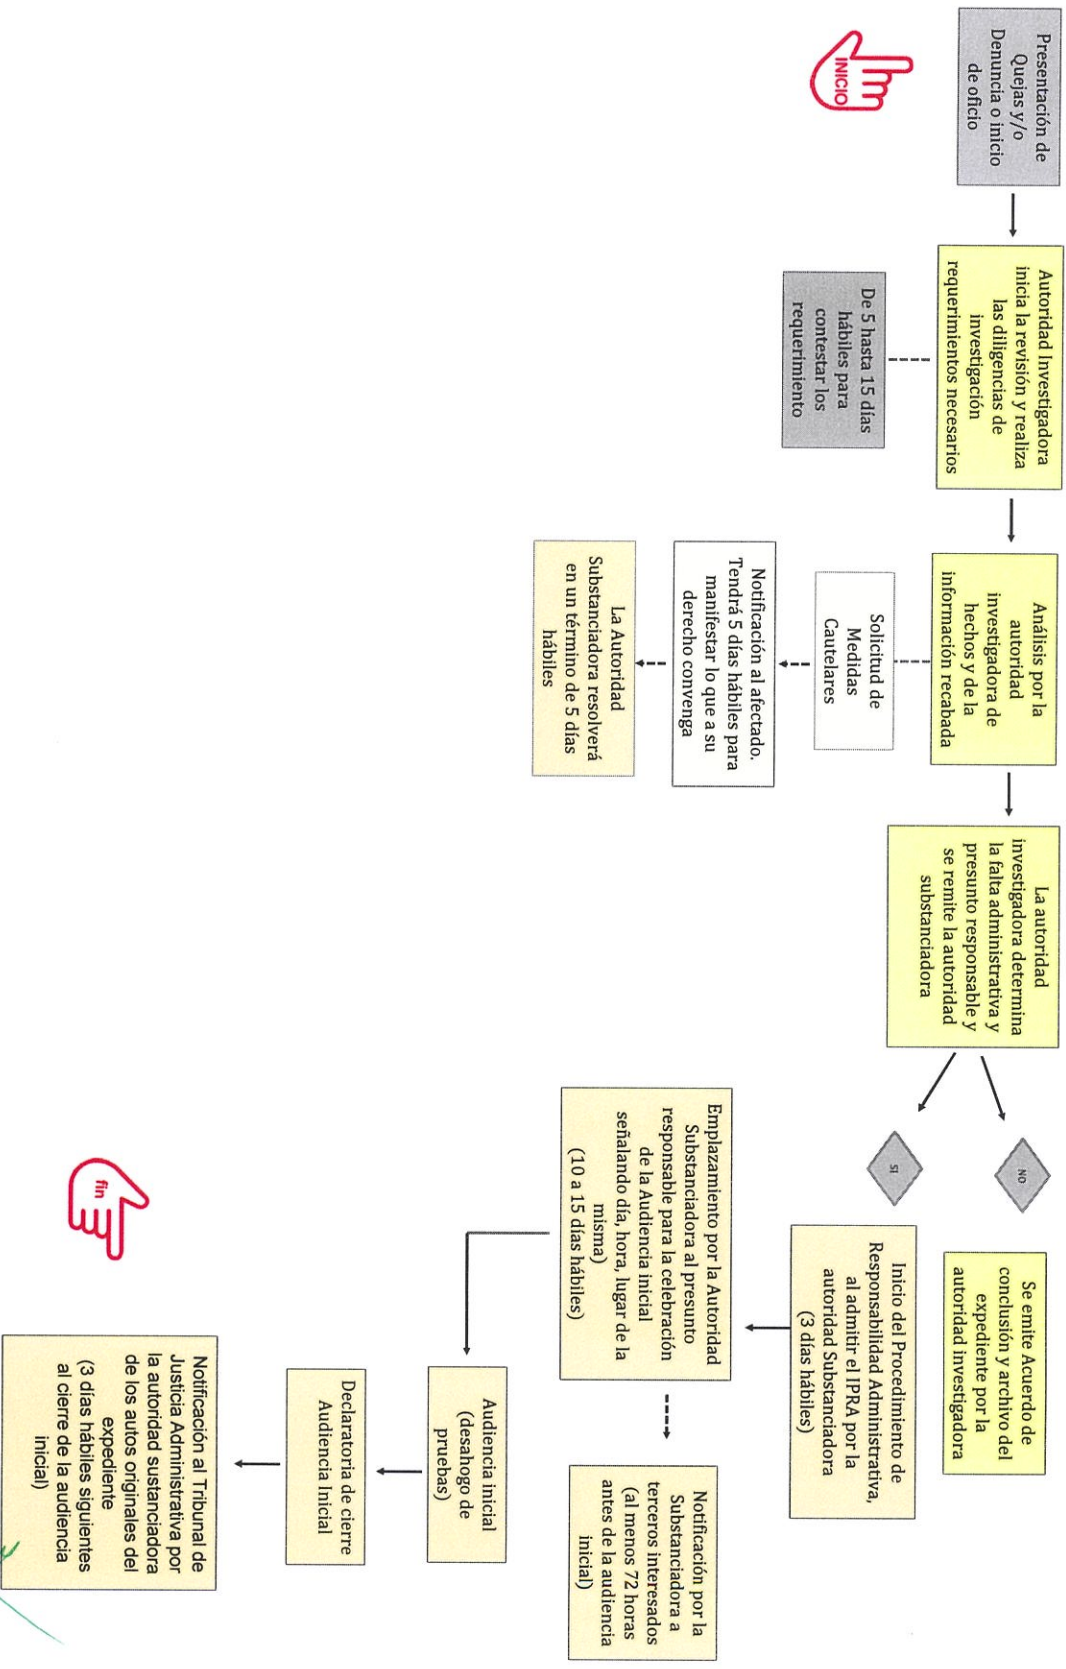 Presentación de
Quejas y/o
Denuncia o inicio
de oficio
INICIO
Autoridad Investigadora
inicia la revisión y realiza
las diligencias de
investigación
requerimientos necesarios
De 5 hasta 15 días
hábiles para
contestar los
requerimiento
Análisis por la
autoridad
investigadora de
hechos y de la
información recabada
Solicitud de
Medidas
Cautelares
Notificación al afectado.
Tendrá 5 días hábiles para
manifestar lo que a su
derecho convenga
La Autoridad
Substanciadora resolverá
en un término de 5 días
hábiles
La autoridad
investigadora determina
la falta administrativa y
presunto responsable y
se remite la autoridad
substanciadora
NO
SI
Se emite Acuerdo de
conclusión y archivo del
expediente por la
autoridad investigadora
Inicio del Procedimiento de
Responsabilidad Administrativa,
al admitir el IPRA por la
autoridad Substanciadora
(3 días hábiles)
Emplazamiento por la Autoridad
Substanciadora al presunto
responsable para la celebración
de la Audiencia inicial
señalando día, hora, lugar de la
misma)
(10 a 15 días hábiles)
Notificación por la
Substanciadora a
terceros interesados
(al menos 72 horas
antes de la audiencia
inicial)
Audiencia inicial
(desahogo de
pruebas)
Declaratoria de cierre
Audiencia Inicial
Notificación al Tribunal de
Justicia Administrativa por
la autoridad sustanciadora
de los autos originales del
expediente
(3 días hábiles siguientes
al cierre de la audiencia
inicial)
fin